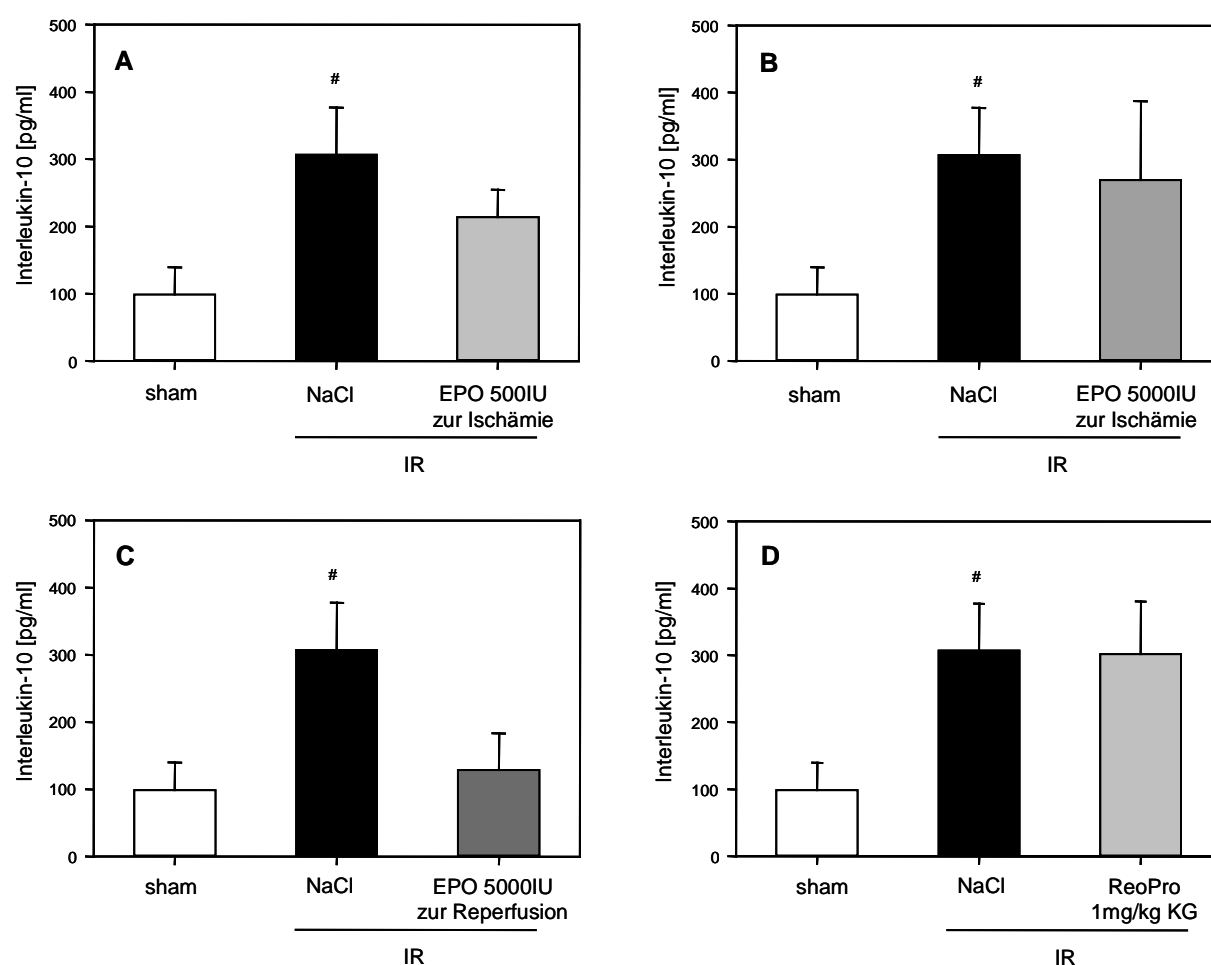 A
Interleukin-10 [pg/ml]
500
400
300
200
100
0
#
sham
NaCl
EPO 500IU
zur Ischämie
IR
B
Interleukin-10 [pg/ml]
500
400
300
200
100
0
#
sham
NaCl
EPO 5000IU
zur Ischämie
IR
C
Interleukin-10 [pg/ml]
500
400
300
200
100
0
#
sham
NaCl
EPO 5000IU
zur Reperfusion
IR
D
Interleukin-10 [pg/ml]
500
400
300
200
100
0
#
sham
NaCl
ReoPro
1mg/kg KG
IR